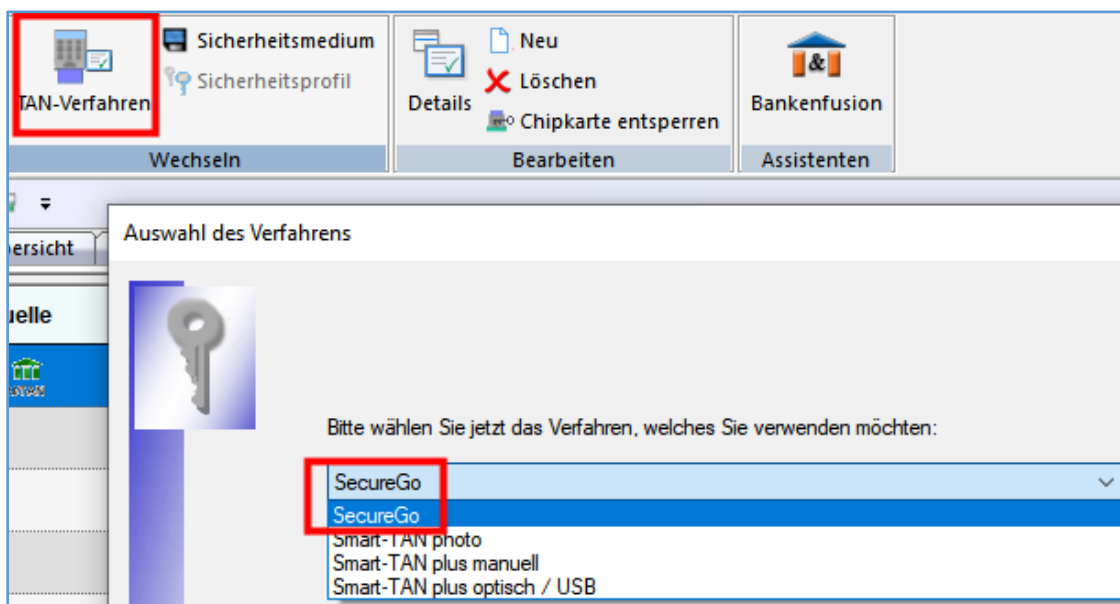 TAN-Verfahren
Sicherheitsmedium
Sicherheitsprofil
Wechseln
Details
Neu
Löschen
Chipkarte entsperren
Bearbeiten
&
Bankenfusion
Assistenten
ersicht
Auswahl des Verfahrens
uelle
Bitte wählen Sie jetzt das Verfahren, welches Sie verwenden möchten:
SecureGo
SecureGo
Smart-TAN photo
Smart-TAN plus manuell
Smart-TAN plus optisch / USB